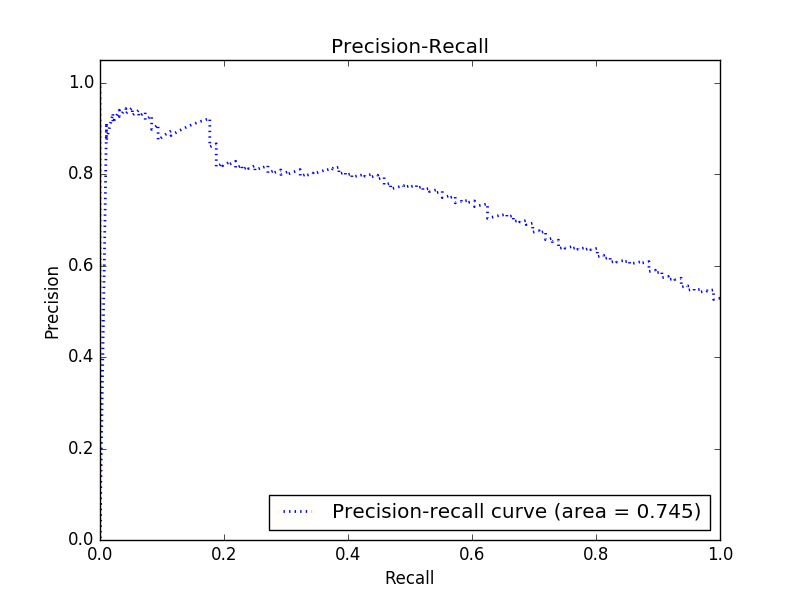 Precision-Recall
1.0
0.8
0.6
0.4
0.2
0.0
Precision
0.0 0.2 0.4 0.6 0.8 1.0
Recall
Precision-recall curve (area = 0.745)